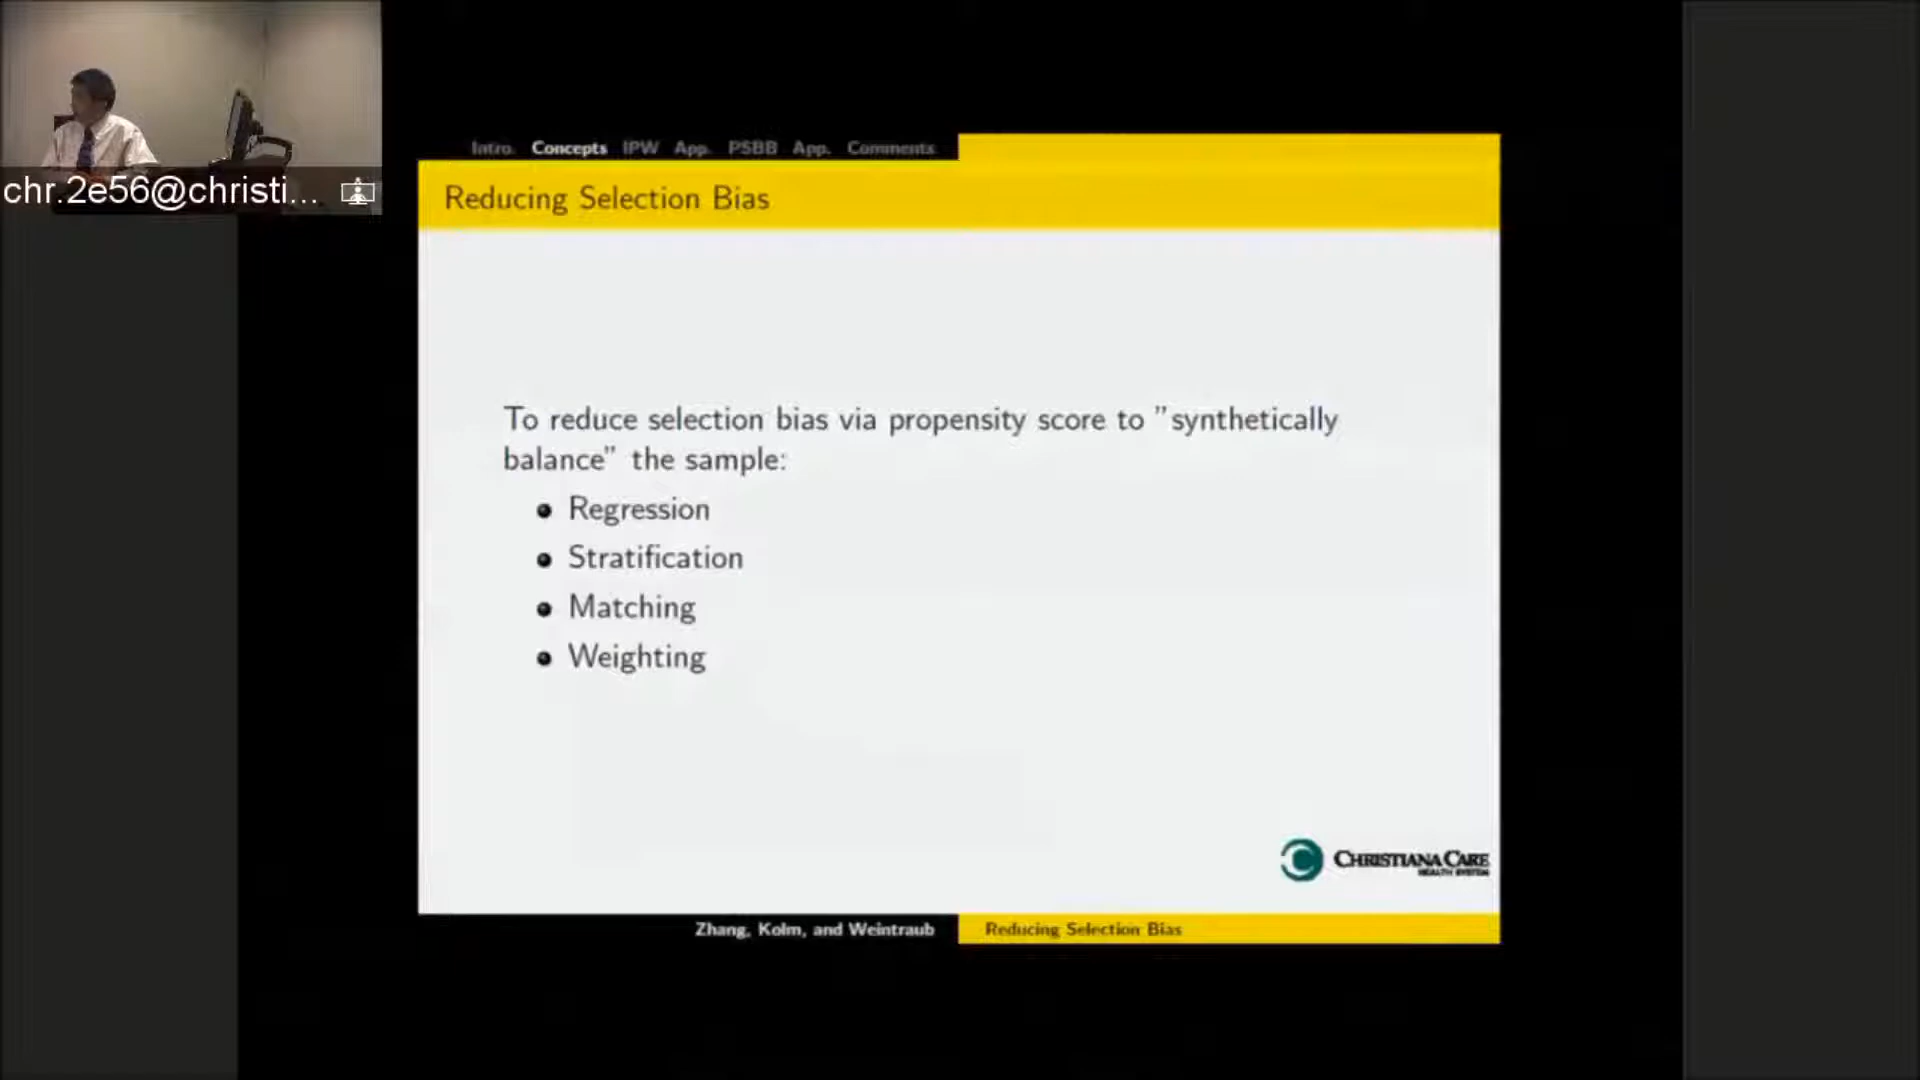 chr.2e56@christi...
Intro. Concepts IPW App. PSBB App. Comments
Reducing Selection Bias
To reduce selection bias via propensity score to "synthetically
balance" the sample:
Regression
Stratification
Matching
Weighting
CHRISTIANA CARE
HEALTH SYSTEM
Zhang, Kolm, and Weintraub
Reducing Selection Bias